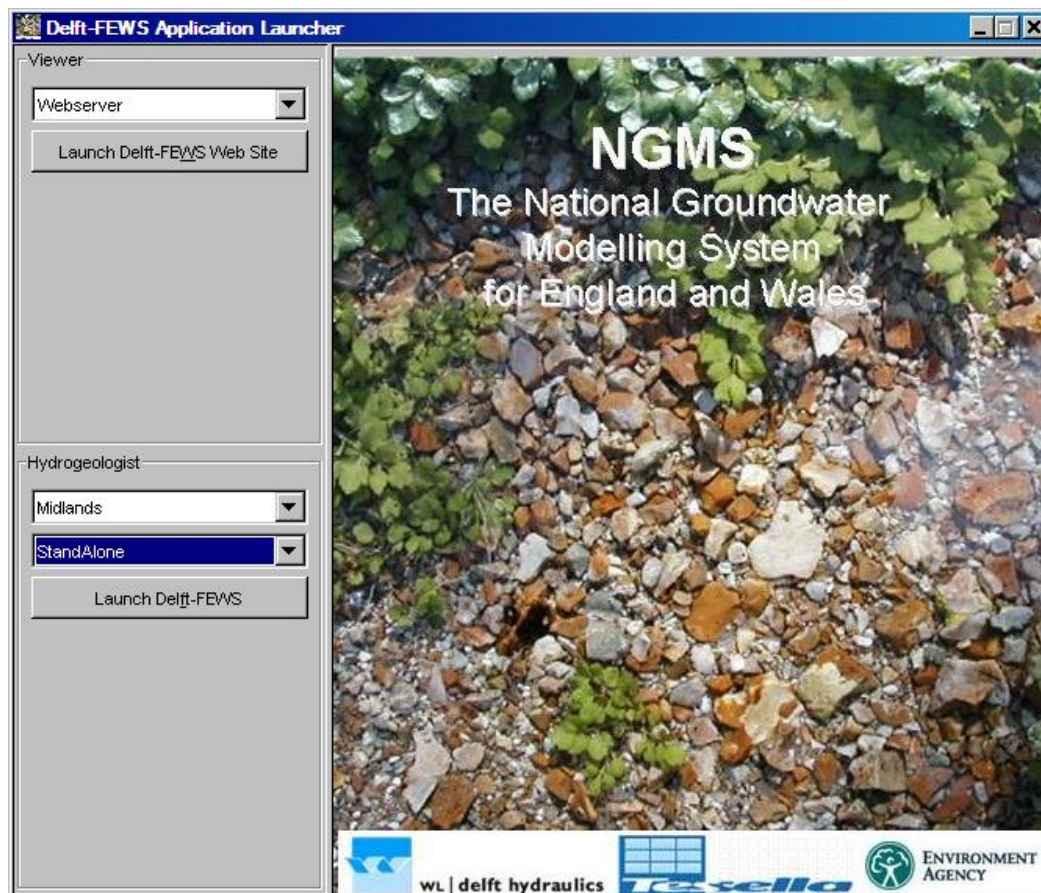 Delft-FEWS Application Launcher
Viewer
Webserver
Launch Delft-FEWS Web Site
Hydrogeologist
Midlands
StandAlone
Launch Delft-FEWS
NGMS
The National Groundwater
Modelling System
for England and Wales
WL | delft hydraulics
Tessella
ENVIRONMENT
AGENCY